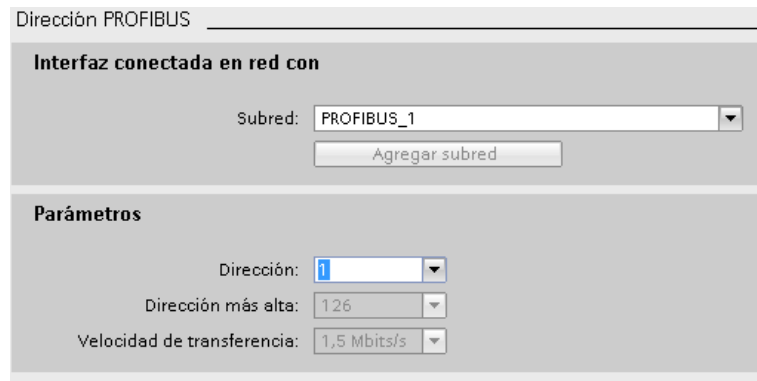 Dirección PROFIBUS
Interfaz conectada en red con
Subred: PROFIBUS_1
Agregar subred
Parámetros
Dirección: 1
Dirección más alta: 126
Velocidad de transferencia: 1,5 Mbits/s